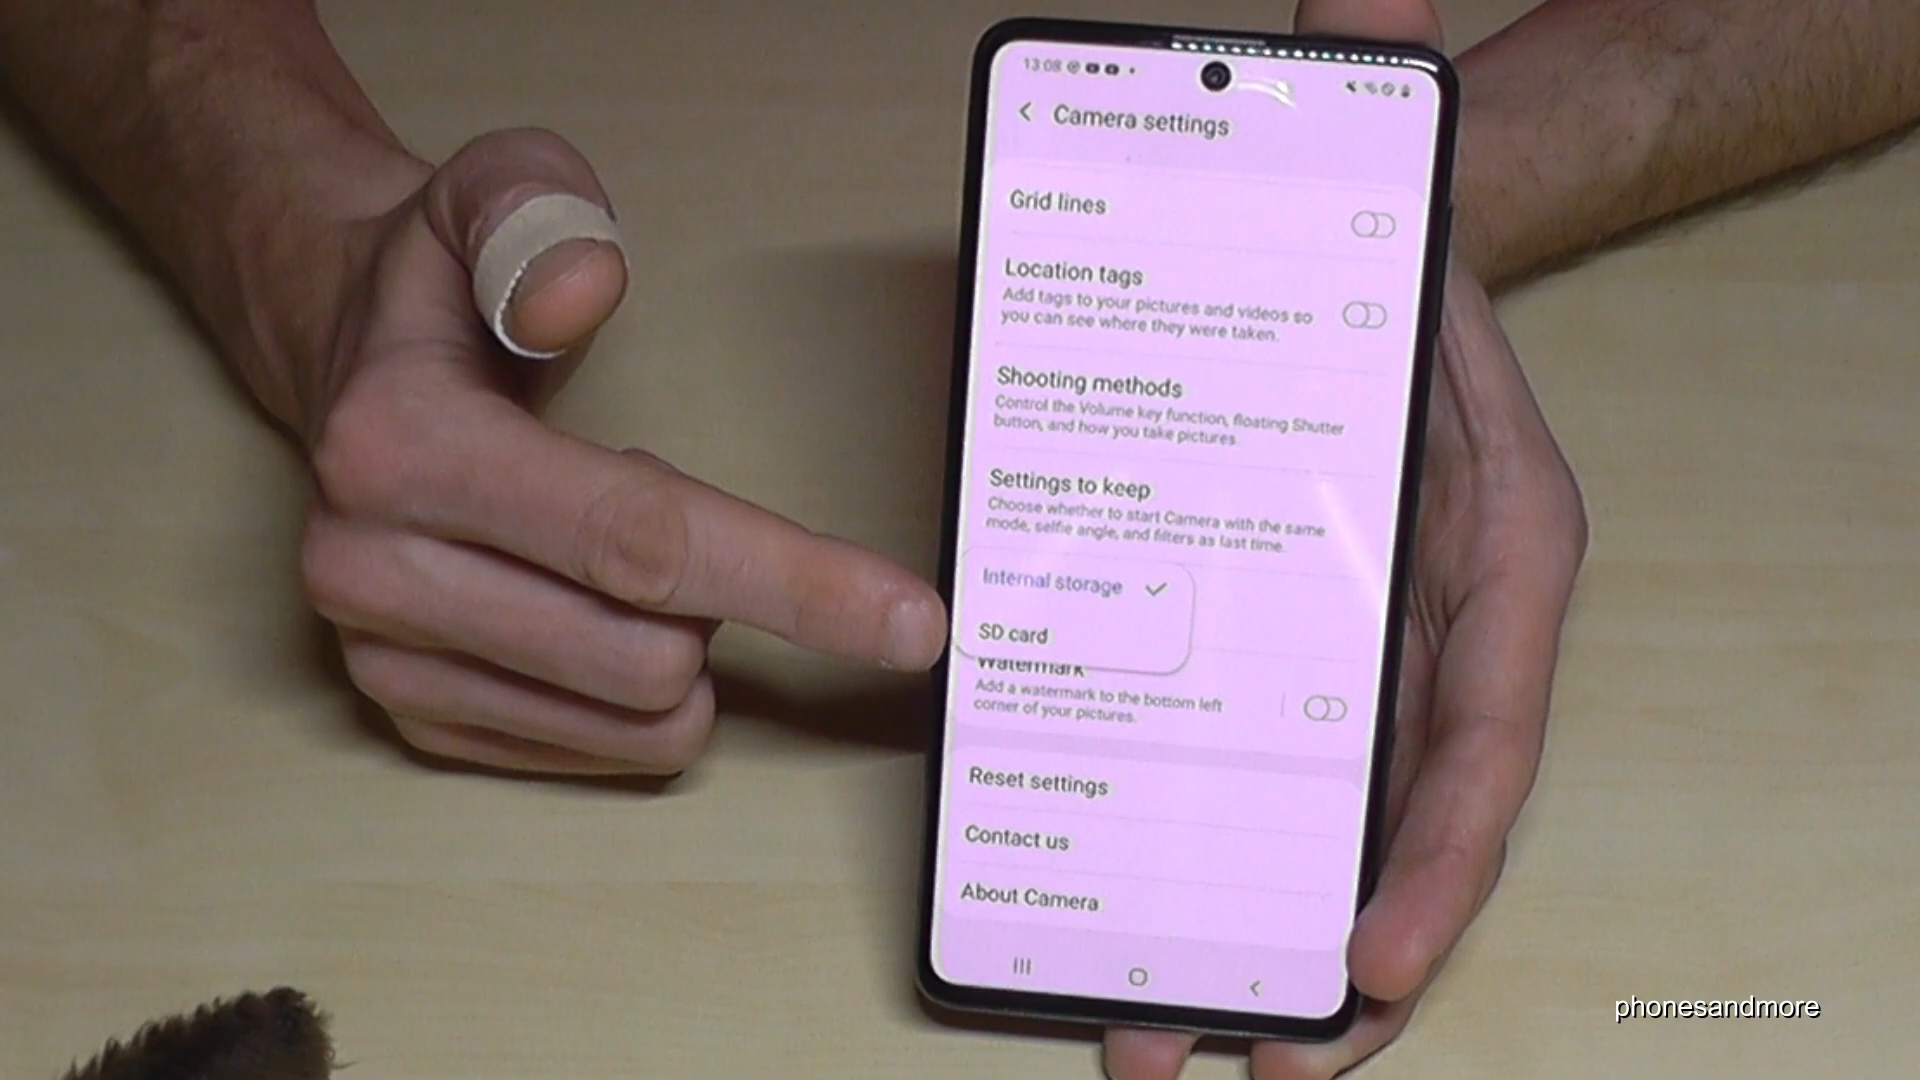 13:08
Camera settings
Grid lines
Location tags
Add tags to your pictures and videos so
you can see where they were taken.
Shooting methods
Control the Volume key function, floating Shutter
button, and how you take pictures.
Settings to keep
Choose whether to start Camera with the same
mode, selfie angle, and filters as last time.
Internal storage
SD card
Watermark
Add a watermark to the bottom left
corner of your pictures.
Reset settings
Contact us
About Camera
phonesandmore